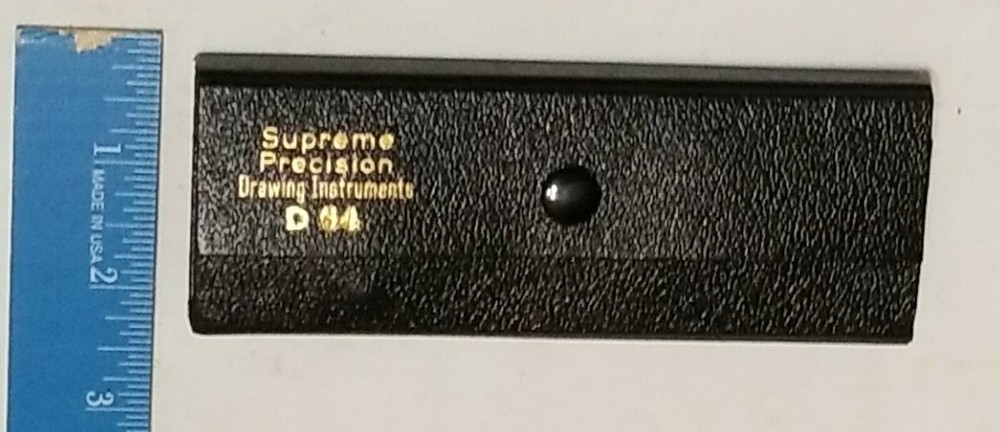 1
MADE IN USA
2
3
Supreme
Precision
Drawing Instruments
D 64